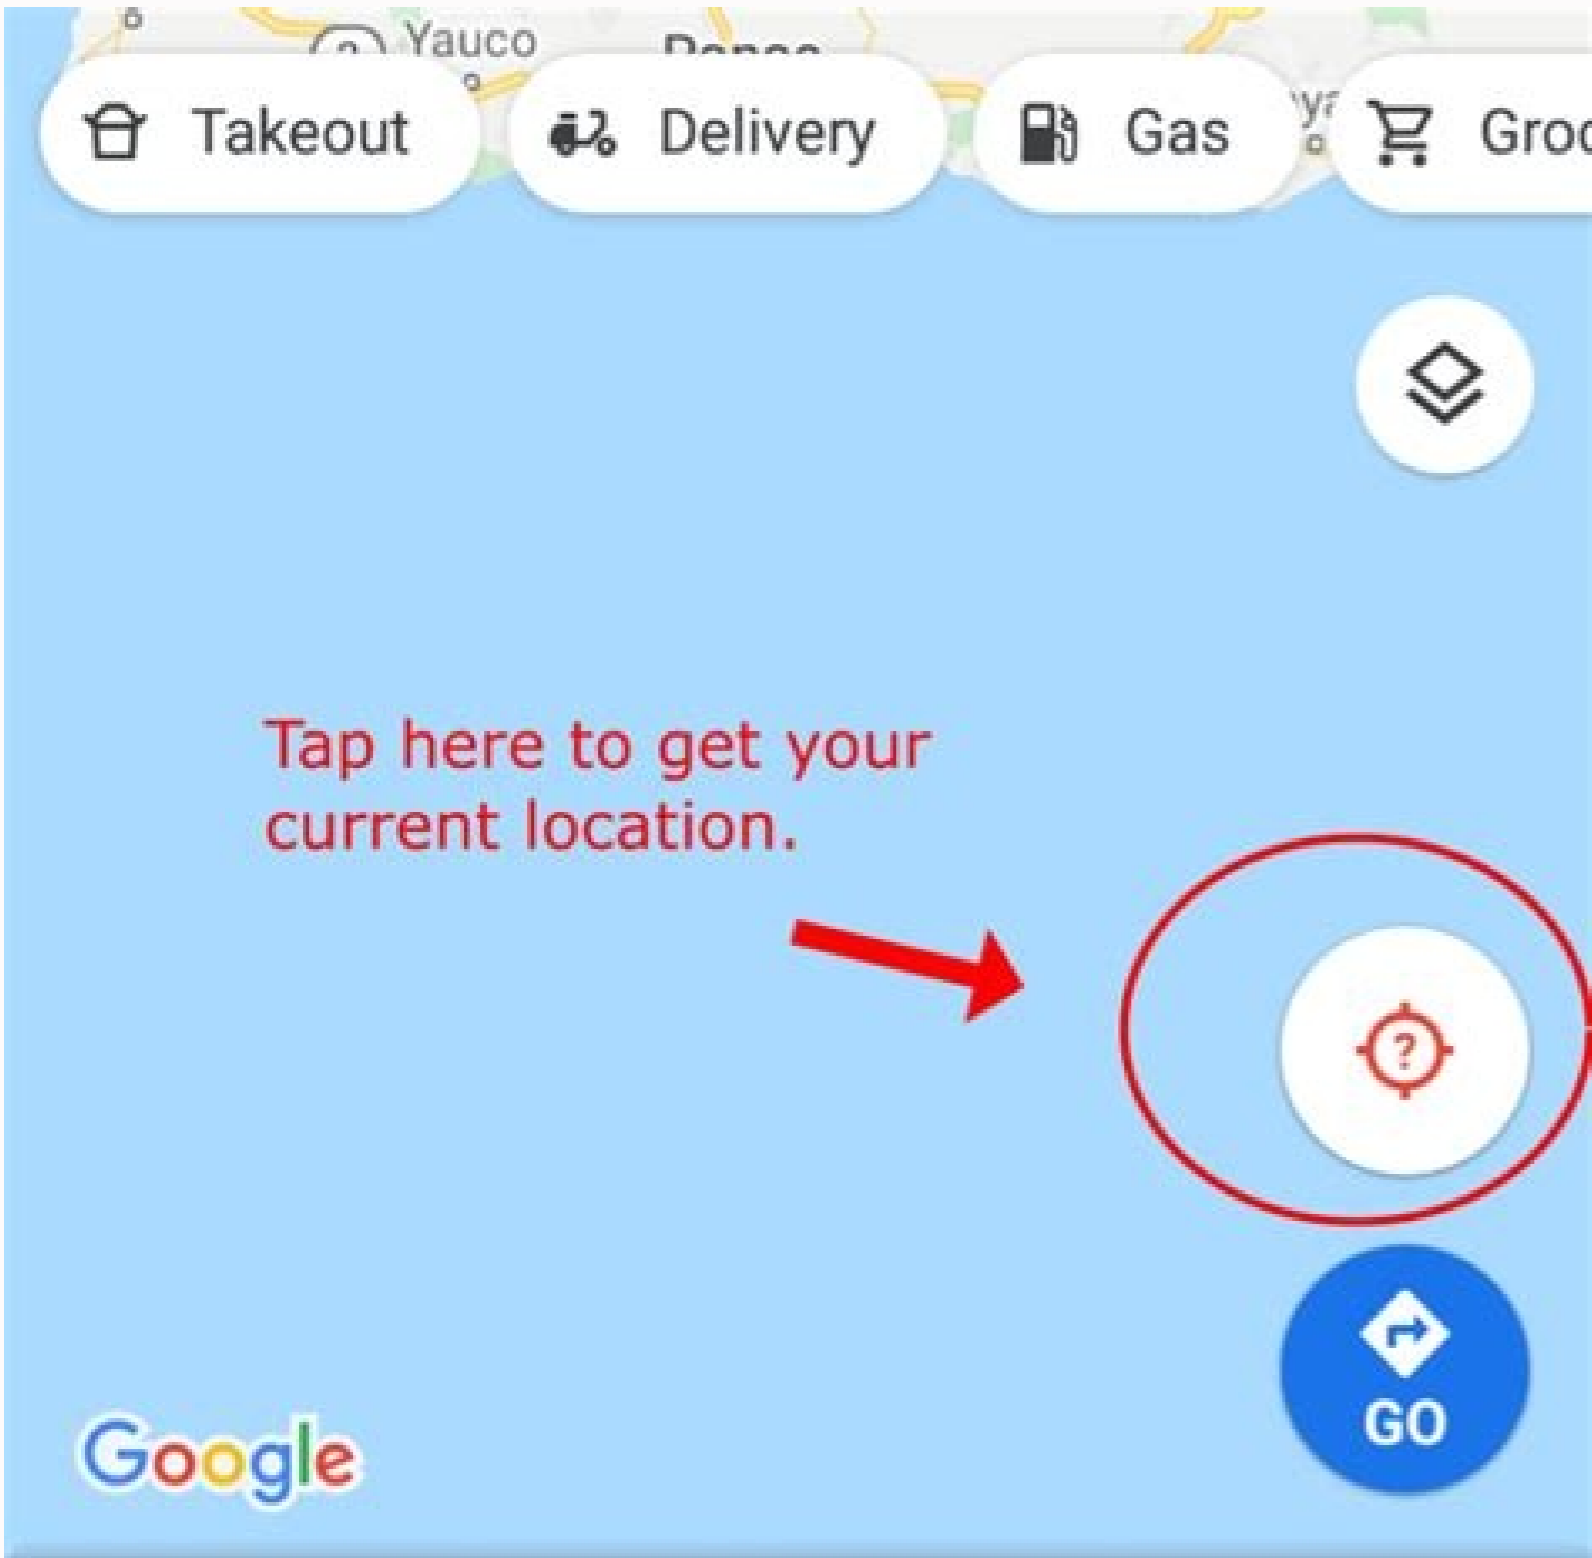 Yauco
Takeout
Delivery
Gas
Tap here to get your
current location.
?
GO
Google